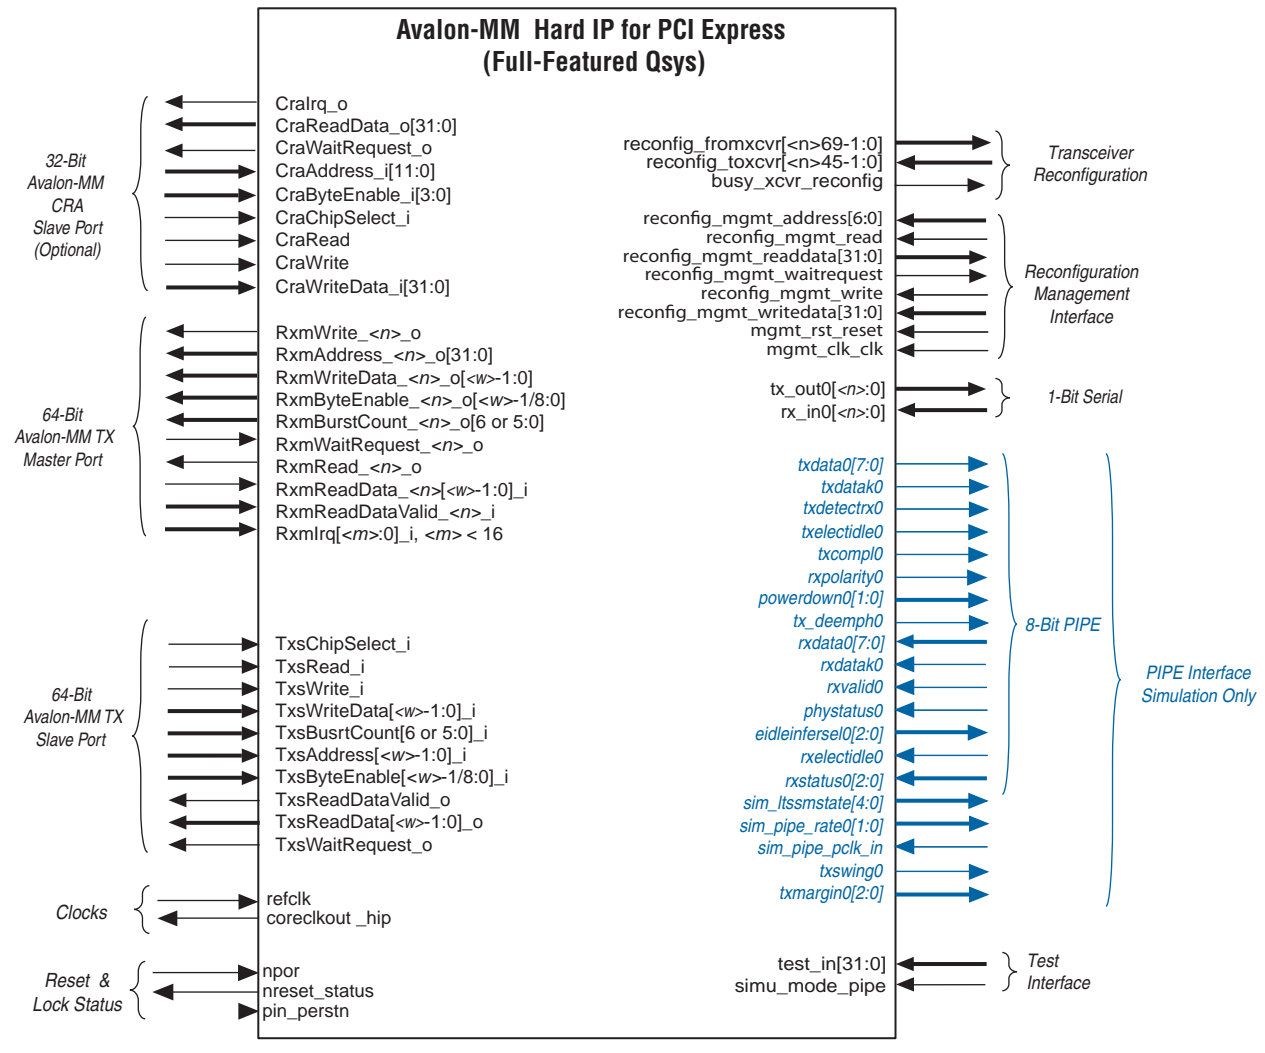 Avalon-MM Hard IP for PCI Express
(Full-Featured Qsys)
32-Bit
Avalon-MM
CRA
Slave Port
(Optional)
CraIrq_o
CraReadData_o[31:0]
CraWaitRequest_o
CraAddress_i[11:0]
CraByteEnable_i[3:0]
CraChipSelect_i
CraRead
CraWrite
CraWriteData_i[31:0]
64-Bit
Avalon-MM TX
Master Port
RxmWrite_<n>_o
RxmAddress_<n>_o[31:0]
RxmWriteData_<n>_o[<w>-1:0]
RxmByteEnable_<n>_o[<w>-1/8:0]
RxmBurstCount_<n>_o[6 or 5:0]
RxmWaitRequest_<n>_o
RxmRead_<n>_o
RxmReadData_<n>[<w>-1:0]_i
RxmReadDataValid_<n>_i
RxmIrq[<m>:0]_i, <m> < 16
64-Bit
Avalon-MM TX
Slave Port
TxsChipSelect_i
TxsRead_i
TxsWrite_i
TxsWriteData[<w>-1:0]_i
TxsBusrtCount[6 or 5:0]_i
TxsAddress[<w>-1:0]_i
TxsByteEnable[<w>-1/8:0]_i
TxsReadDataValid_o
TxsReadData[<w>-1:0]_o
TxsWaitRequest_o
Clocks
refclk
coreclkout _hip
Reset &
Lock Status
npor
nreset_status
pin_perstn
reconfig_fromxcvr[<n>69-1:0]
reconfig_toxcvr[<n>45-1:0]
busy_xcvr_reconfig
Transceiver
Reconfiguration
reconfig_mgmt_address[6:0]
reconfig_mgmt_read
reconfig_mgmt_readdata[31:0]
reconfig_mgmt_waitrequest
reconfig_mgmt_write
reconfig_mgmt_writedata[31:0]
mgmt_rst_reset
mgmt_clk_clk
Reconfiguration
Management
Interface
tx_out0[<n>:0]
rx_in0[<n>:0]
1-Bit Serial
txdata0[7:0]
txdatak0
txdetectrx0
txelectidle0
txcompl0
rxpolarity0
powerdown0[1:0]
tx_deemph0
rxdata0[7:0]
rxdatak0
rxvalid0
phystatus0
eidleinfersel0[2:0]
rxelectidle0
rxstatus0[2:0]
sim_ltssmstate[4:0]
sim_pipe_rate0[1:0]
sim_pipe_pclk_in
txswing0
txmargin0[2:0]
8-Bit PIPE
PIPE Interface
Simulation Only
test_in[31:0]
simu_mode_pipe
Test
Interface